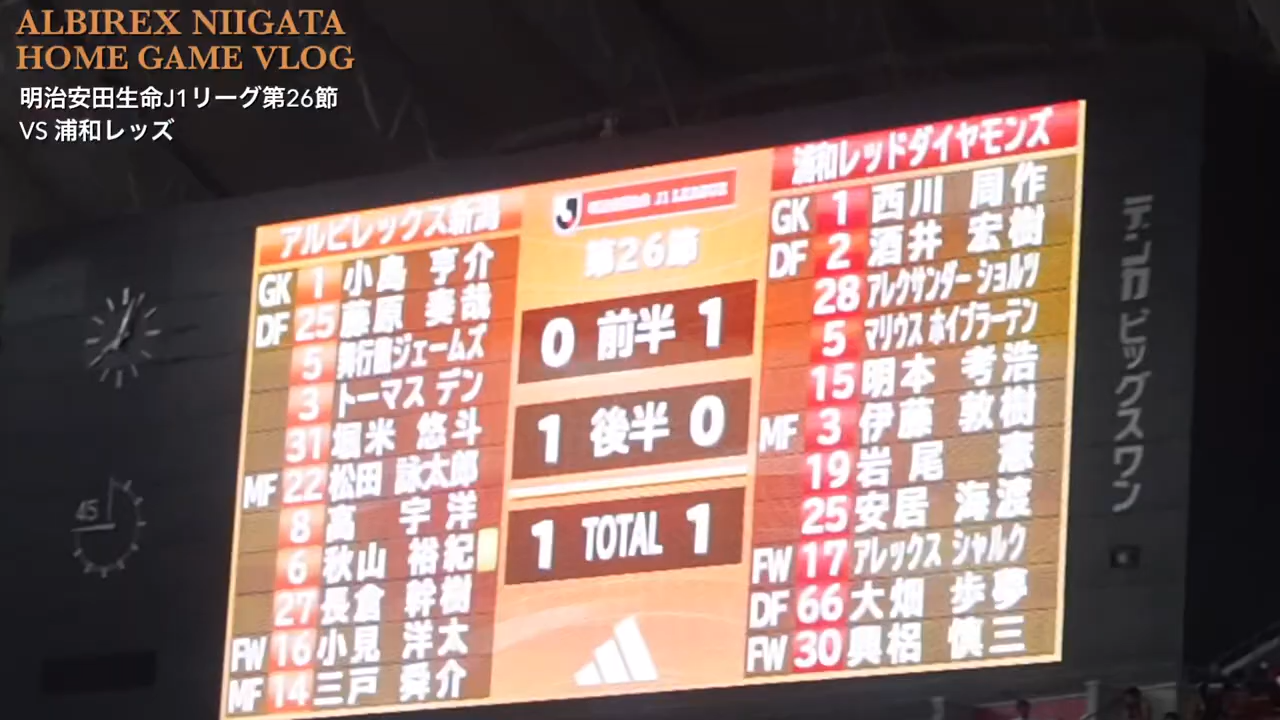 ALBIREX NIIGATA
HOME GAME VLOG
明治安田生命J1リーグ第26節
VS 浦和レッズ
アルビレックス新潟
GK 1 小島 亨介
DF 25 藤原 奏哉
5 舞行龍ジェームズ
3 トーマス デン
31 堀米 悠斗
MF 22 松田 詠太郎
8 高 宇洋
6 秋山 裕紀
27 長倉 幹樹
FW 16 小見 洋太
MF 14 三戸 舜介
J1 LEAGUE
第26節
0 前半 1
1 後半 0
1 TOTAL 1
浦和レッドダイヤモンズ
GK 1 西川 周作
DF 2 酒井 宏樹
28 アレクサンダー ショルツ
5 マリウス ホイブラーテン
15 明本 考浩
MF 3 伊藤 敦樹
19 岩尾 憲
25 安居 海渡
FW 17 アレックス シャルク
DF 66 大畑 歩夢
FW 30 興梠 慎三
デンカビッグスワン
45